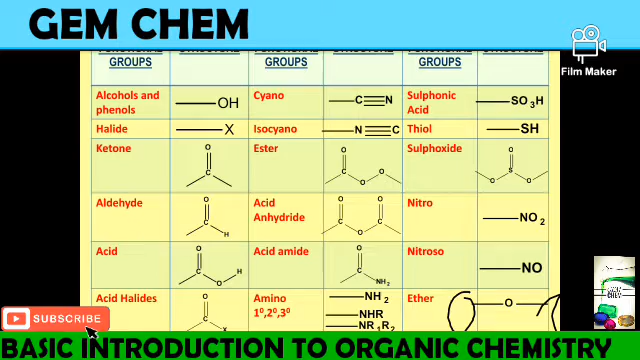 GEM CHEM
Film Maker
GROUPS GROUPS GROUPS
Alcohols and phenols
OH
Cyano
C N
Sulphonic Acid
SO3H
Halide
X
Isocyano
N C
Thiol
SH
Ketone
O
C
Ester
O
C
O
O
Sulphoxide
O
S
O
O
Aldehyde
O
C
H
Acid Anhydride
O
O
C
C
O
Nitro
NO2
Acid
O
C
O
H
Acid amide
O
C
NH2
Nitroso
NO
Acid Halides
O
C
X
Amino
1⁰,2⁰,3⁰
NH2
NHR
NR1R2
Ether
O
CHEM
SUBSCRIBE
BASIC INTRODUCTION TO ORGANIC CHEMISTRY